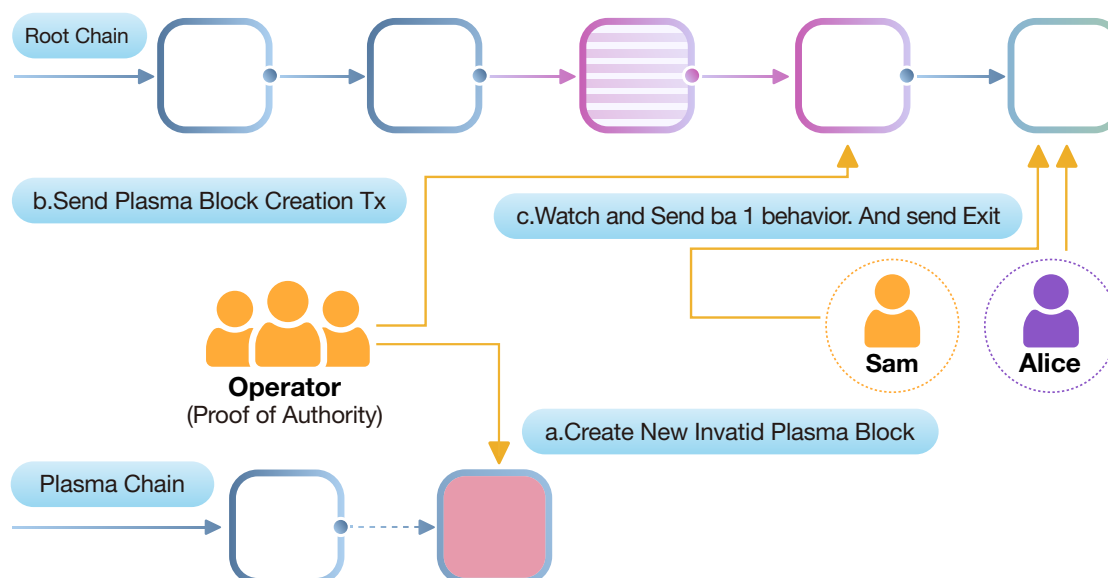 Root Chain
b.Send Plasma Block Creation Tx
c.Watch and Send ba 1 behavior. And send Exit
Operator
(Proof of Authority)
Sam
Alice
a.Create New Invatid Plasma Block
Plasma Chain